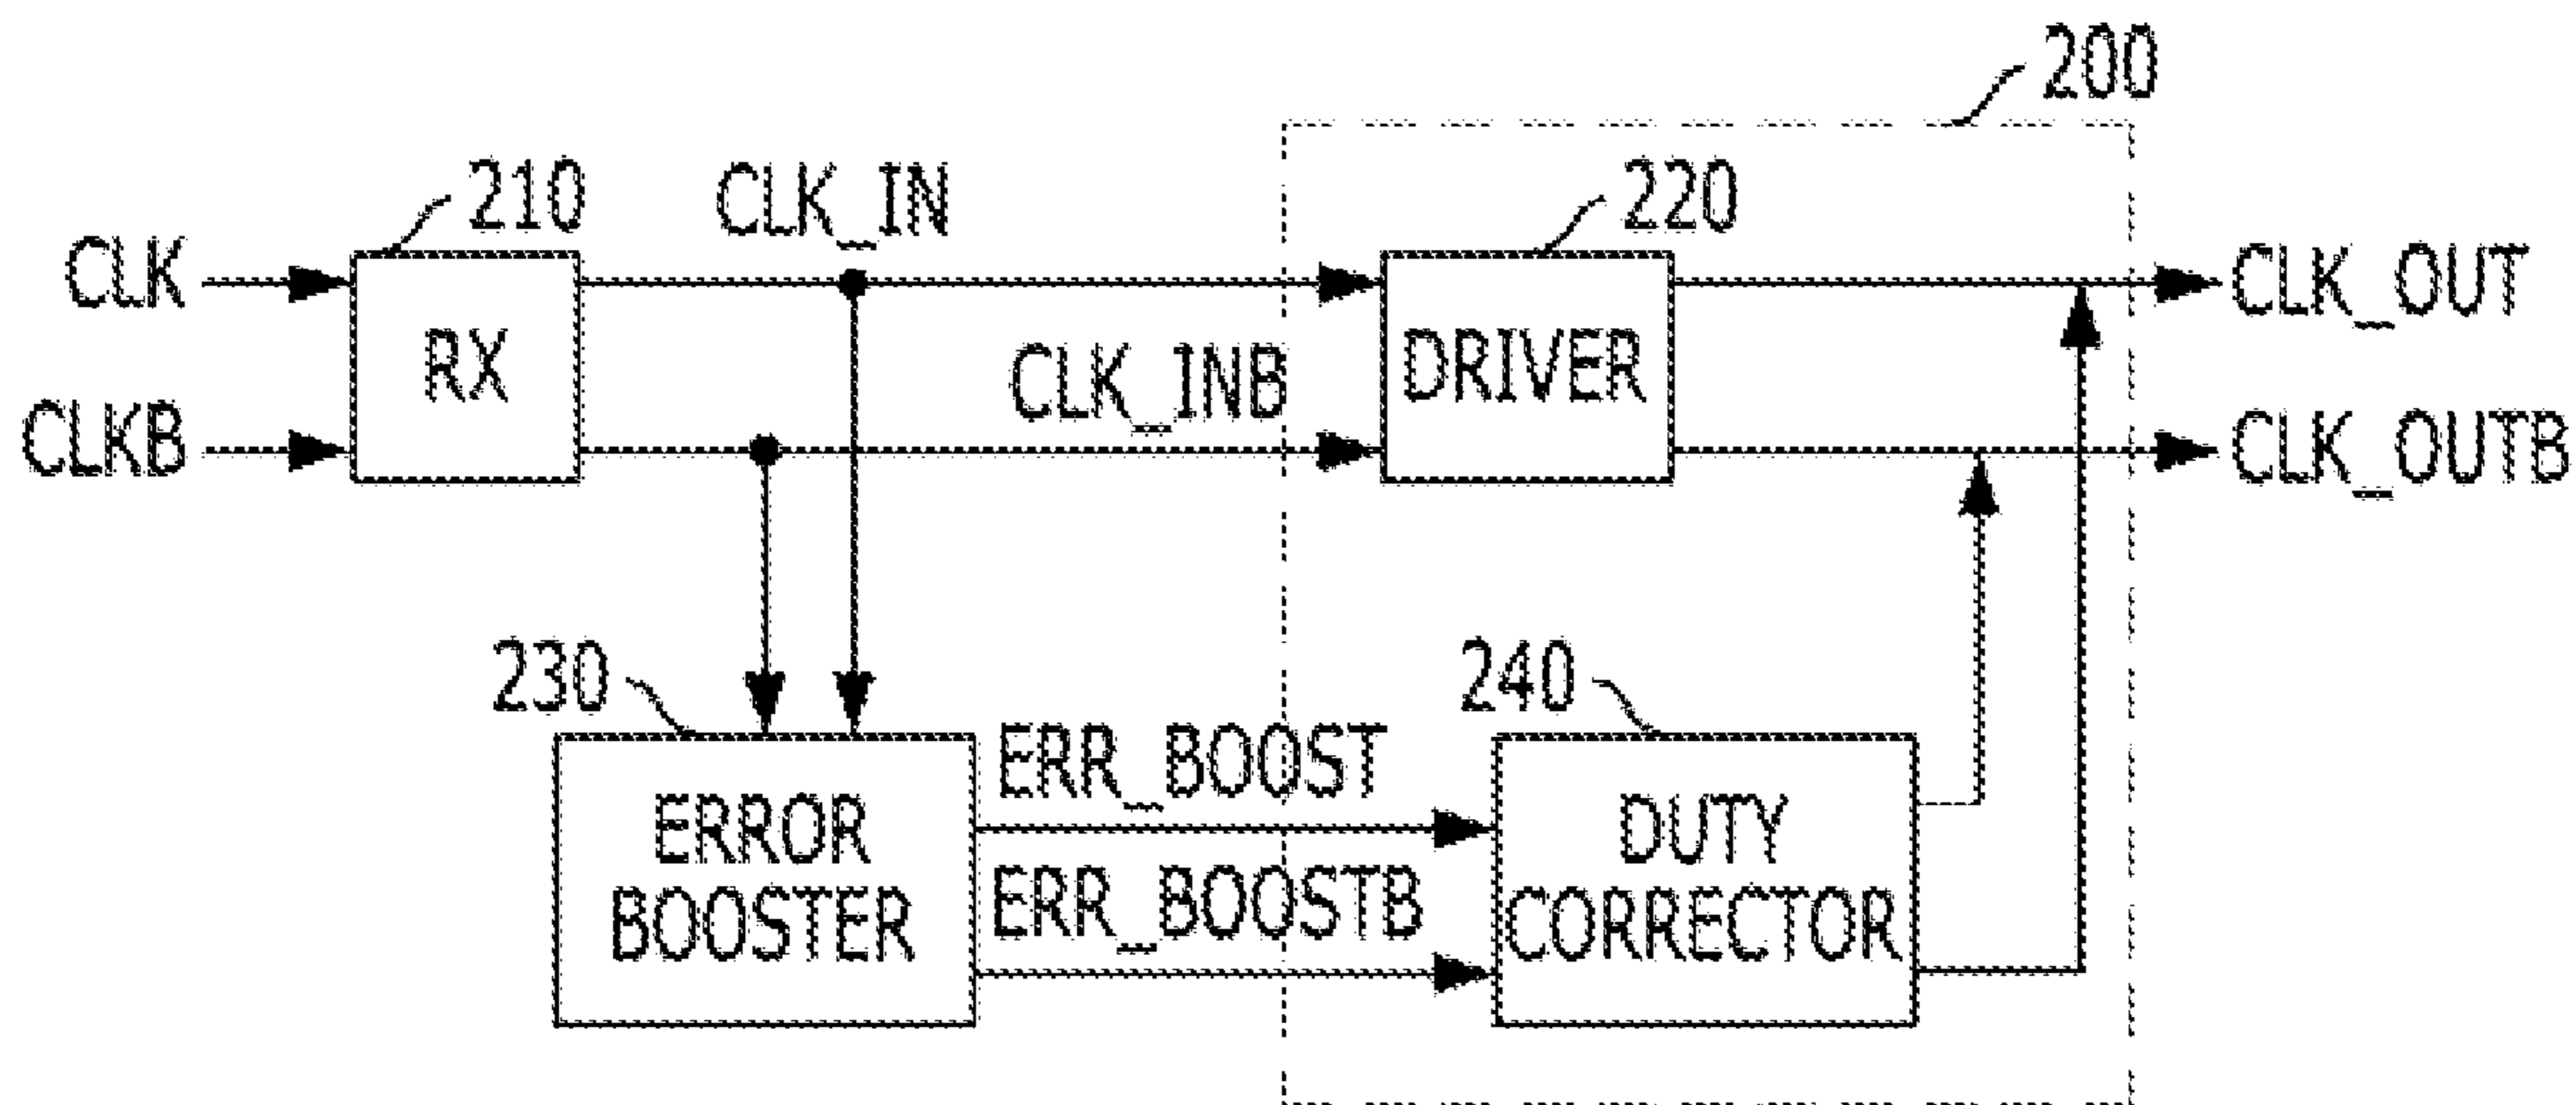 200
210
CLK_IN
220
CLK
RX
CLK_INB
DRIVER
CLK_OUT
CLKB
CLK_OUTB
230
240
ERROR
BOOSTER
ERR_BOOST
ERR_BOOSTB
DUTY
CORRECTOR